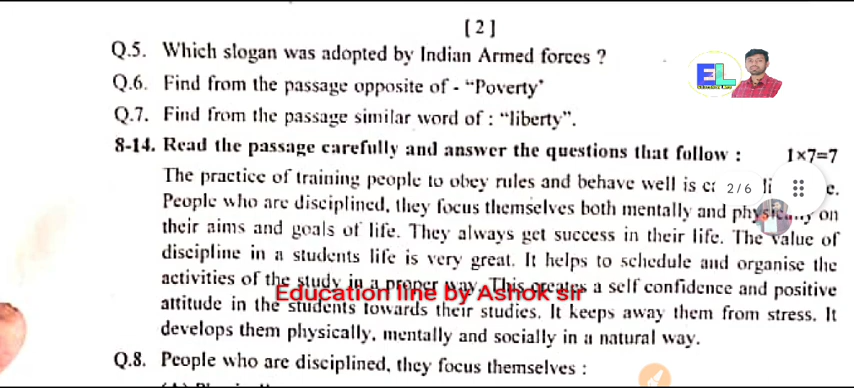 [2]
Q.5. Which slogan was adopted by Indian Armed forces ?
Q.6. Find from the passage opposite of - "Poverty'
Q.7. Find from the passage similar word of : "liberty".
8-14. Read the passage carefully and answer the questions that follow : 1×7=7
The practice of training people to obey rules and behave well is
2/6
People who are disciplined, they focus themselves both mentally and physically on
their aims and goals of life. They always get success in their life. The value of
discipline in a students life is very great. It helps to schedule and organise the
activities of the study in a proper way. This creates a self confidence and positive
Education line by Ashok sir
attitude in the students towards their studies. It keeps away them from stress. It
develops them physically, mentally and socially in a natural way.
Q.8. People who are disciplined, they focus themselves :
EL